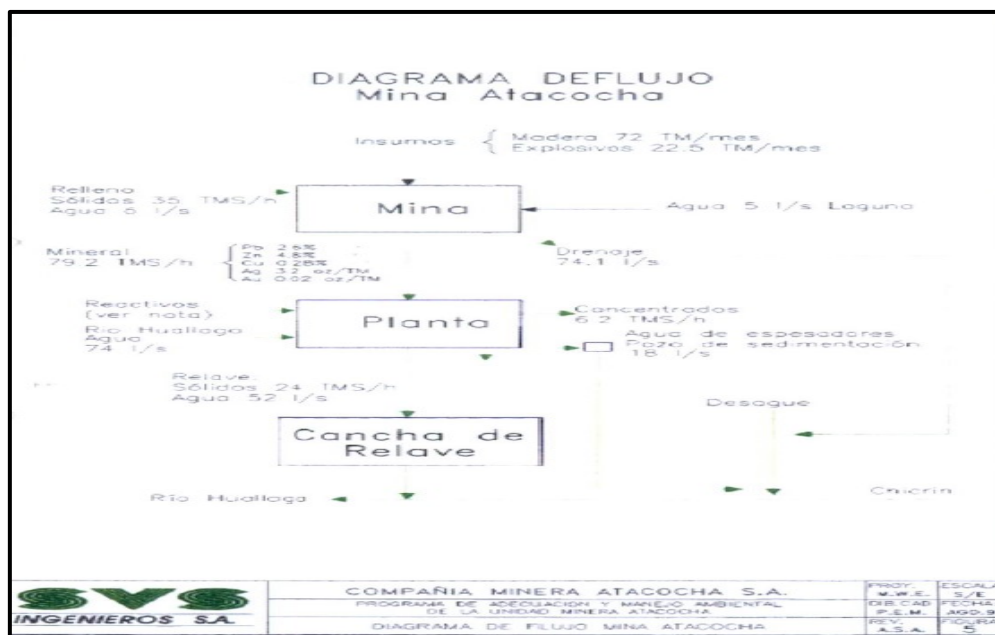 DIAGRAMA DEFLUJO
Mina Atacocha
Insumos
Madera 72 TM/mes
Explosivos 22.5 TM/mes
Relleno
Sólidos 35 TMS/h
Agua 6 l/s
Mina
Agua 5 l/s Laguna
Mineral
79.2 TMS/h
Pb 2.6%
Zn 4.8%
Cu 0.28%
Ag 3.2 oz/TM
Au 0.02 oz/TM
Drenaje
74.1 l/s
Reactivos
(ver nota)
Río Huallaga
Agua
74 l/s
Planta
Concentrados
6.2 TMS/h
Agua de espesadores
Poza de sedimentación
18 l/s
Relave:
Sólidos 24 TMS/h
Agua 52 l/s
Desague
Cancha de
Relave
Río Huallaga
Chicrin
SVS
INGENIEROS S.A.
COMPAÑIA MINERA ATACOCHA S.A.
PROGRAMA DE ADECUACION Y MANEJO AMBIENTAL
DE LA UNIDAD MINERA ATACOCHA
DIAGRAMA DE FLUJO MINA ATACOCHA
PROY.
M.W.E.
ESCALA
S/E
DIB.CAD
P.E.M.
FECHA
AGO.9
REV.
A.S.A.
FIGURA
5